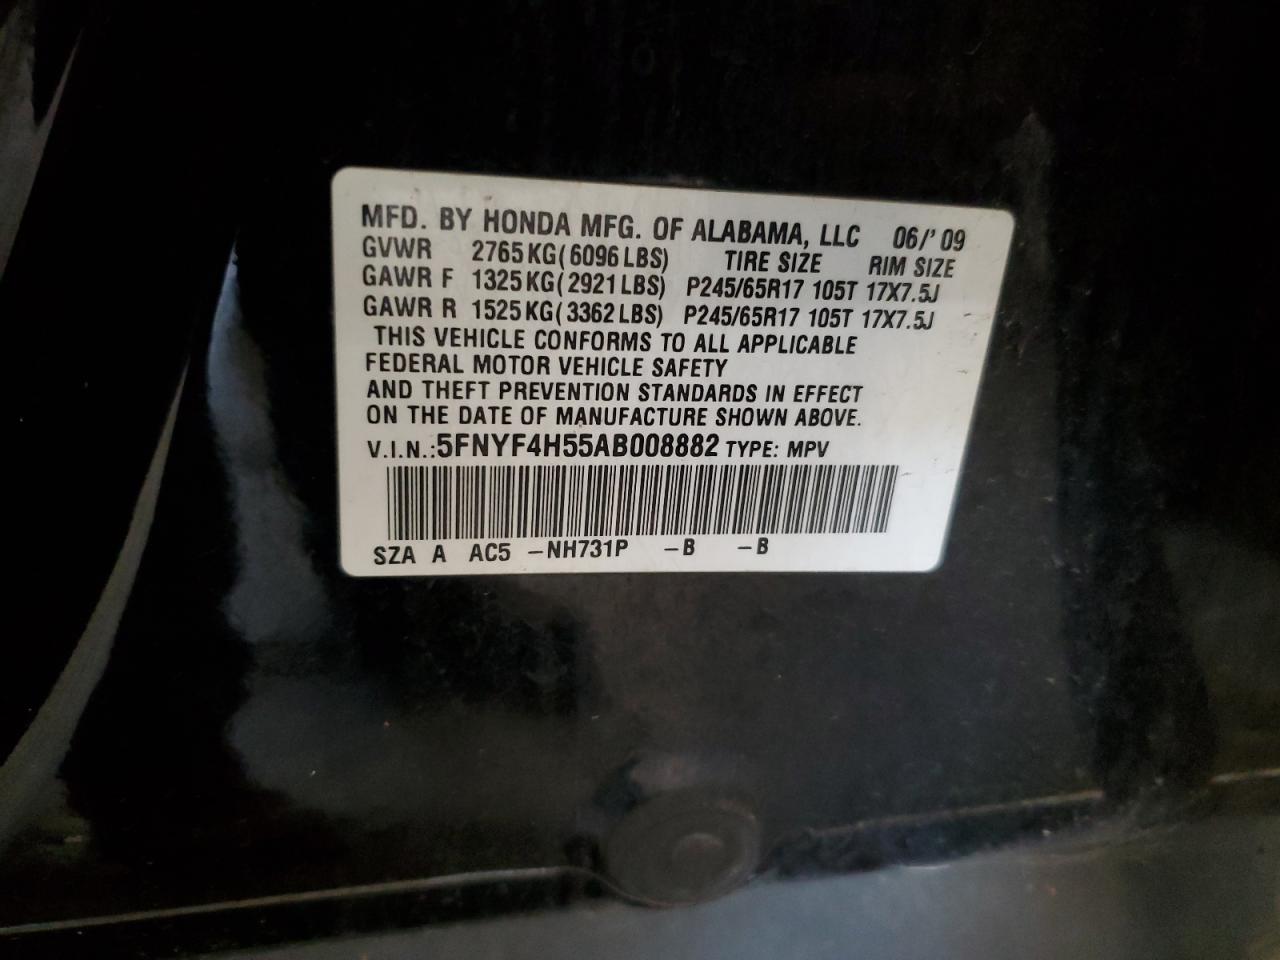 MFD. BY HONDA MFG. OF ALABAMA, LLC 06/'09
GVWR 2765KG(6096LBS) TIRE SIZE RIM SIZE
GAWR F 1325KG(2921LBS) P245/65R17 105T 17X7.5J
GAWR R 1525KG(3362LBS) P245/65R17 105T 17X7.5J
THIS VEHICLE CONFORMS TO ALL APPLICABLE
FEDERAL MOTOR VEHICLE SAFETY
AND THEFT PREVENTION STANDARDS IN EFFECT
ON THE DATE OF MANUFACTURE SHOWN ABOVE.
V.I.N.:5FNYF4H55AB008882 TYPE: MPV
SZA A AC5 -NH731P -B -B